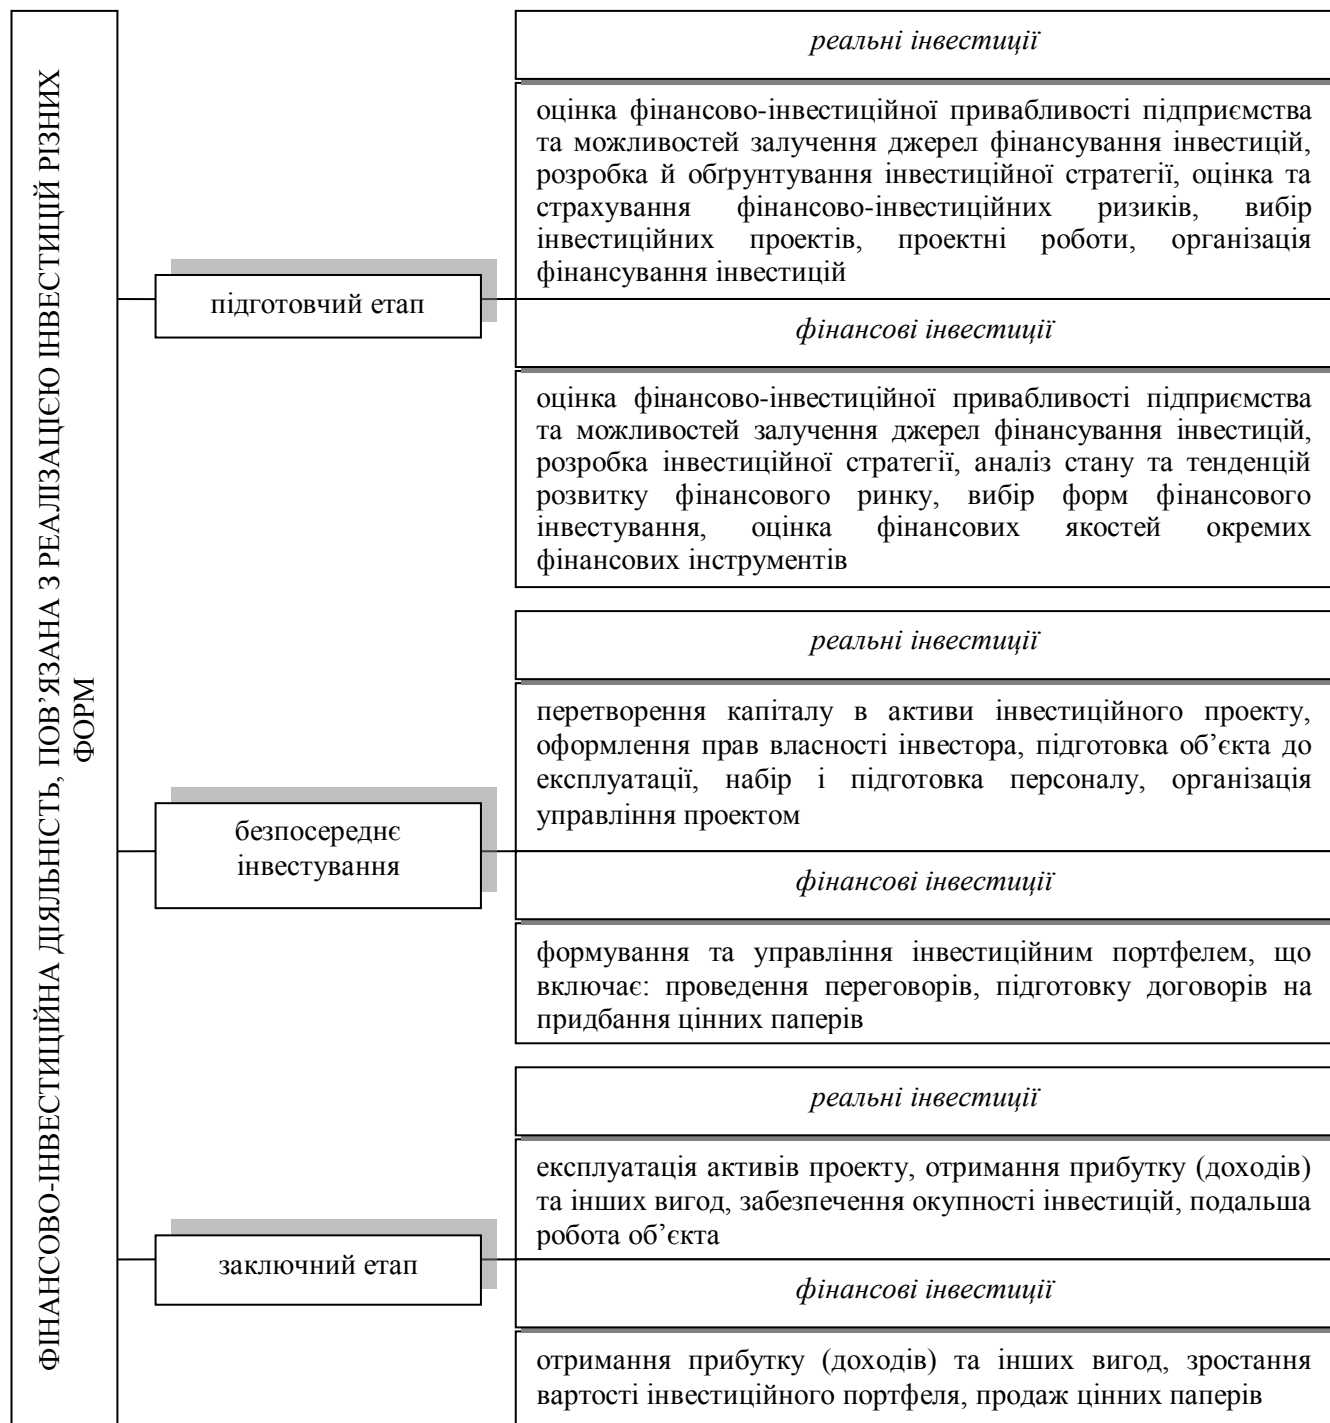 ФІНАНСОВО-ІНВЕСТИЦІЙНА ДІЯЛЬНІСТЬ, ПОВ’ЯЗАНА З РЕАЛІЗАЦІЄЮ ІНВЕСТИЦІЙ РІЗНИХ
ФОРМ
підготовчий етап
реальні інвестиції
оцінка фінансово-інвестиційної привабливості підприємства
та можливостей залучення джерел фінансування інвестицій,
розробка й обґрунтування інвестиційної стратегії, оцінка та
страхування фінансово-інвестиційних ризиків, вибір
інвестиційних проектів, проектні роботи, організація
фінансування інвестицій
фінансові інвестиції
оцінка фінансово-інвестиційної привабливості підприємства
та можливостей залучення джерел фінансування інвестицій,
розробка інвестиційної стратегії, аналіз стану та тенденцій
розвитку фінансового ринку, вибір форм фінансового
інвестування, оцінка фінансових якостей окремих
фінансових інструментів
безпосереднє
інвестування
реальні інвестиції
перетворення капіталу в активи інвестиційного проекту,
оформлення прав власності інвестора, підготовка об’єкта до
експлуатації, набір і підготовка персоналу, організація
управління проектом
фінансові інвестиції
формування та управління інвестиційним портфелем, що
включає: проведення переговорів, підготовку договорів на
придбання цінних паперів
заключний етап
реальні інвестиції
експлуатація активів проекту, отримання прибутку (доходів)
та інших вигод, забезпечення окупності інвестицій, подальша
робота об’єкта
фінансові інвестиції
отримання прибутку (доходів) та інших вигод, зростання
вартості інвестиційного портфеля, продаж цінних паперів